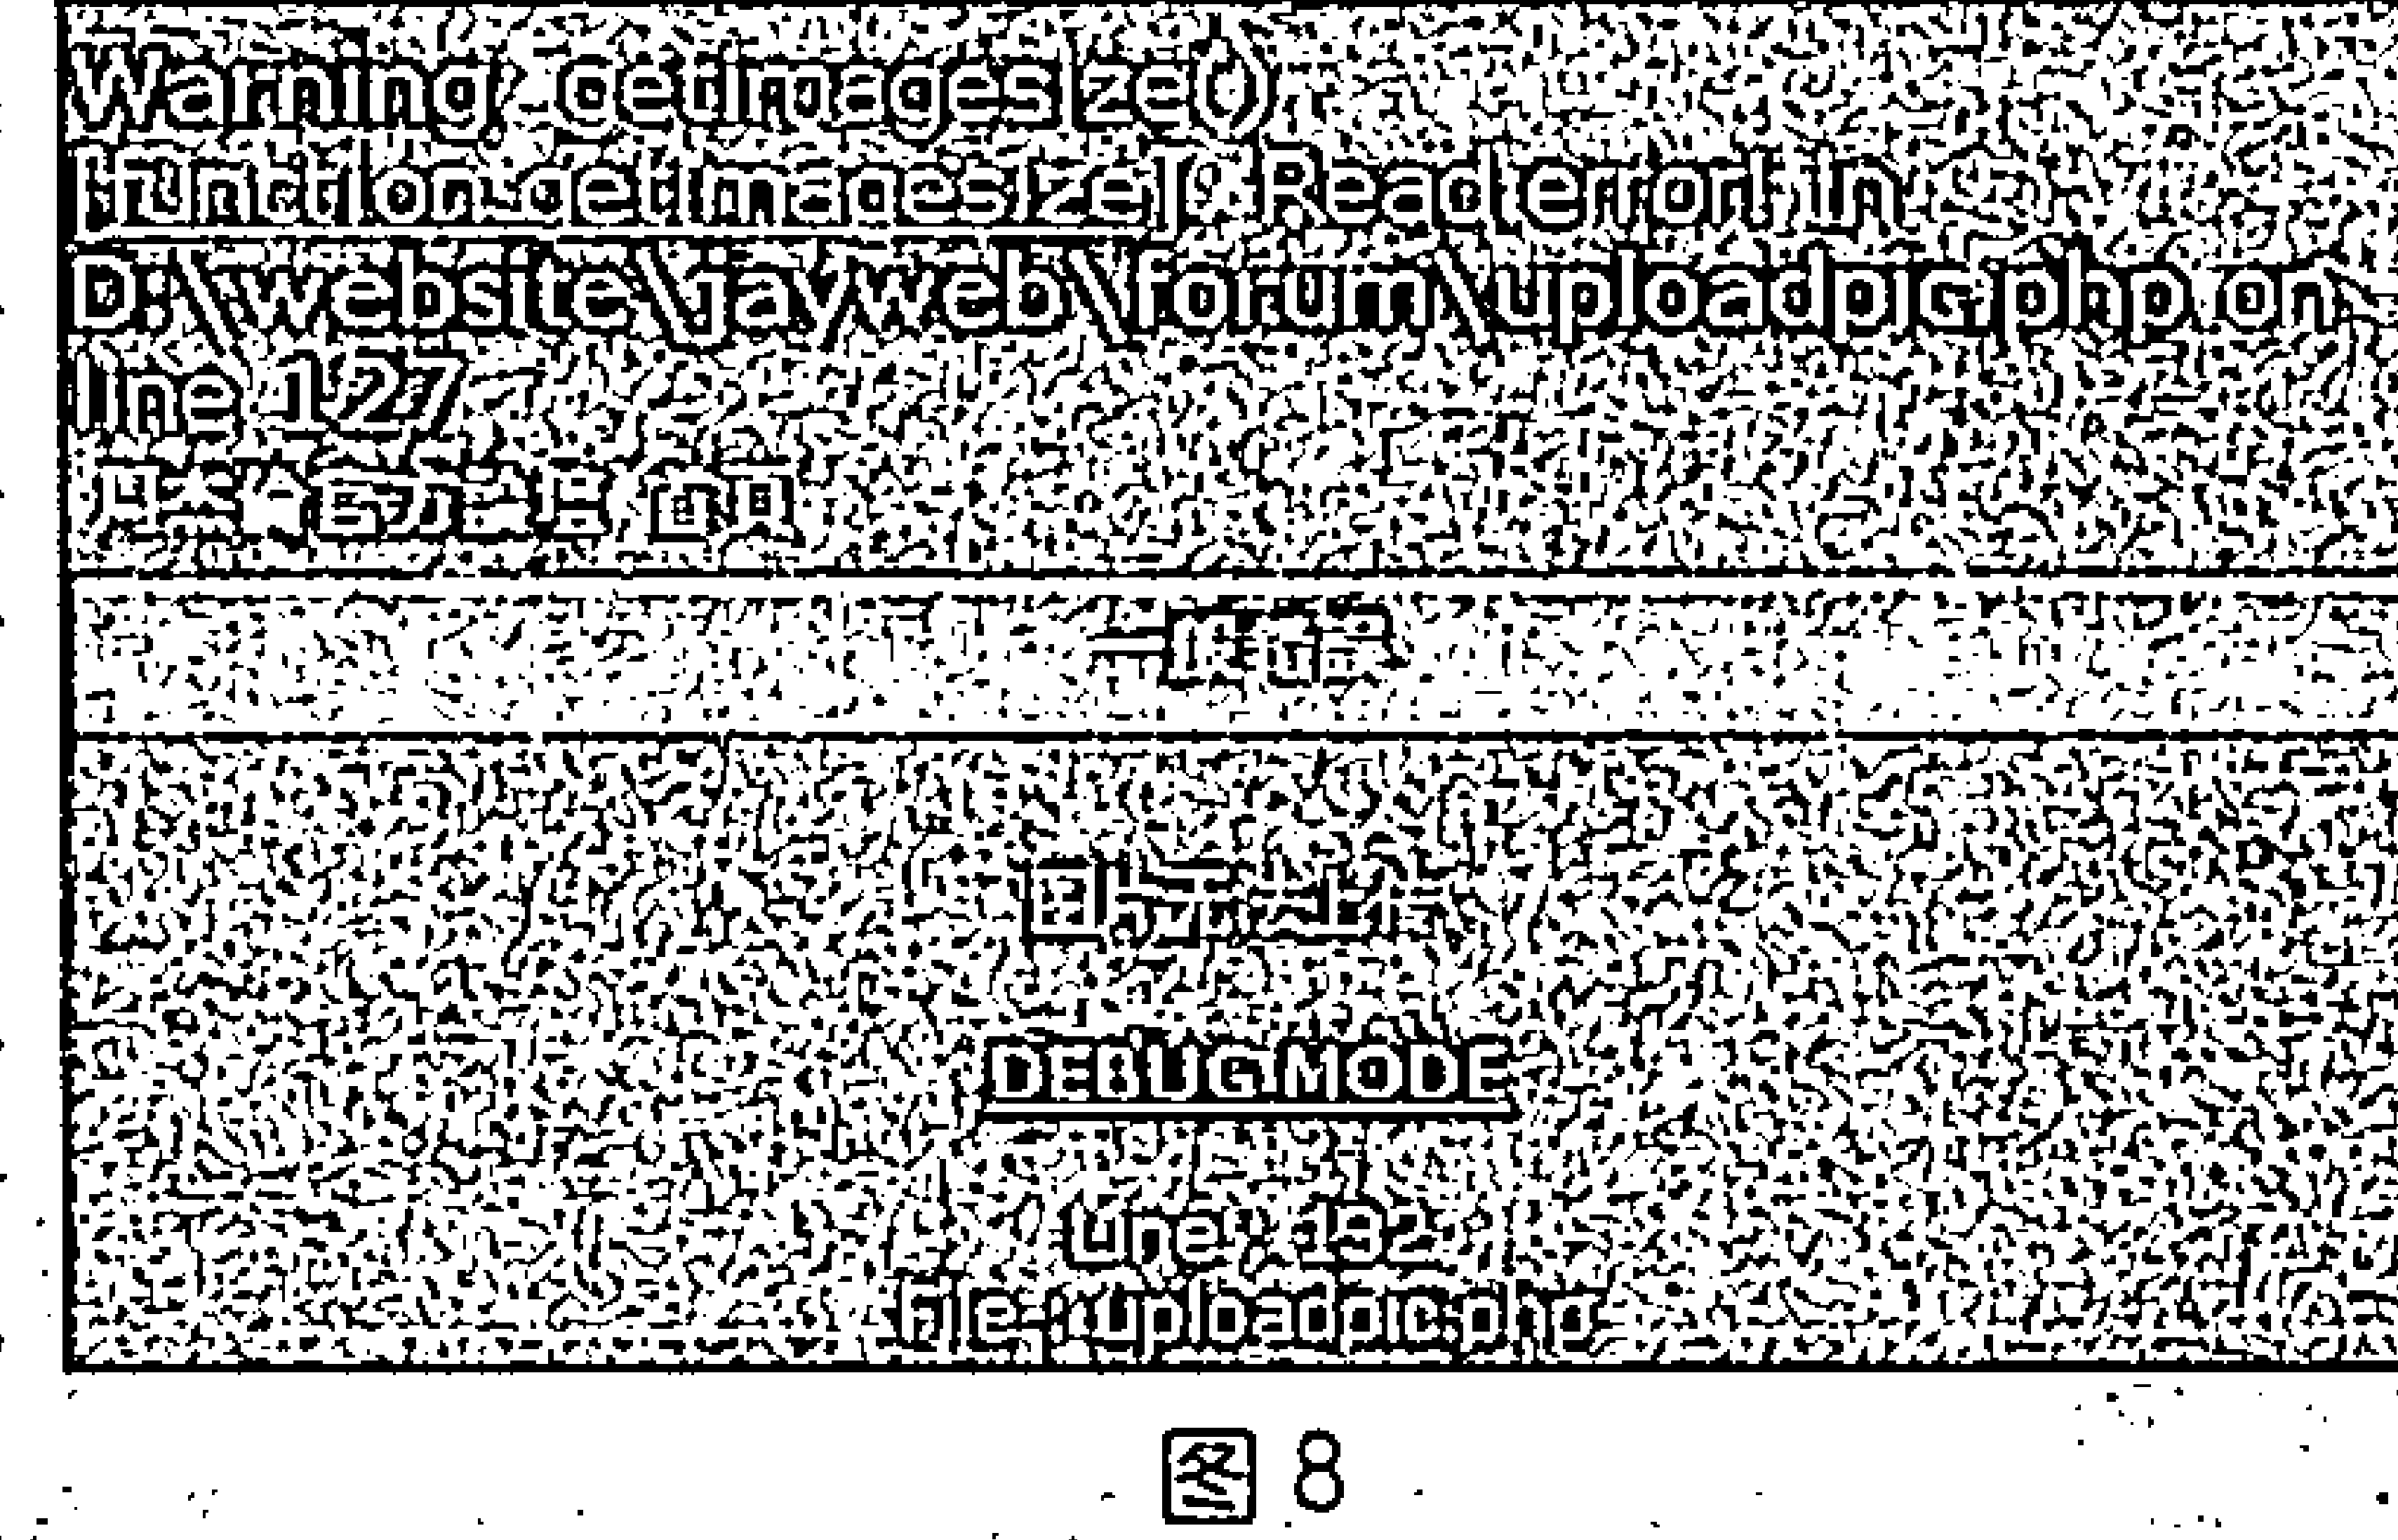 Warning: getimagesize()
[function.getimagesize]: Read error! in
D:\website\jayweb\forum\uploadpic.php on
line 127
DEBUG MODE
Line : 132
File : uploadpic.php
图 8